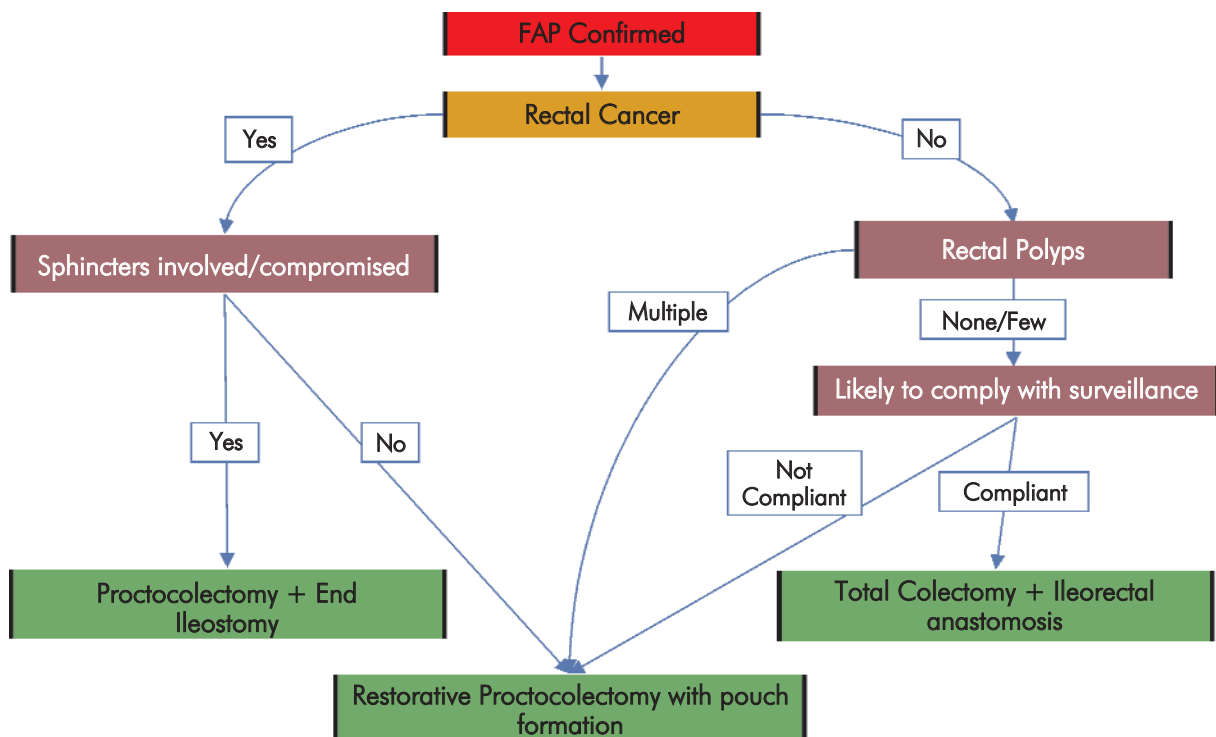 FAP Confirmed
Rectal Cancer
Yes
No
Sphincters involved/compromised
Rectal Polyps
Multiple
None/Few
Likely to comply with surveillance
Yes
No
Not
Compliant
Compliant
Proctocolectomy + End
Ileostomy
Total Colectomy + Ileorectal
anastomosis
Restorative Proctocolectomy with pouch
formation